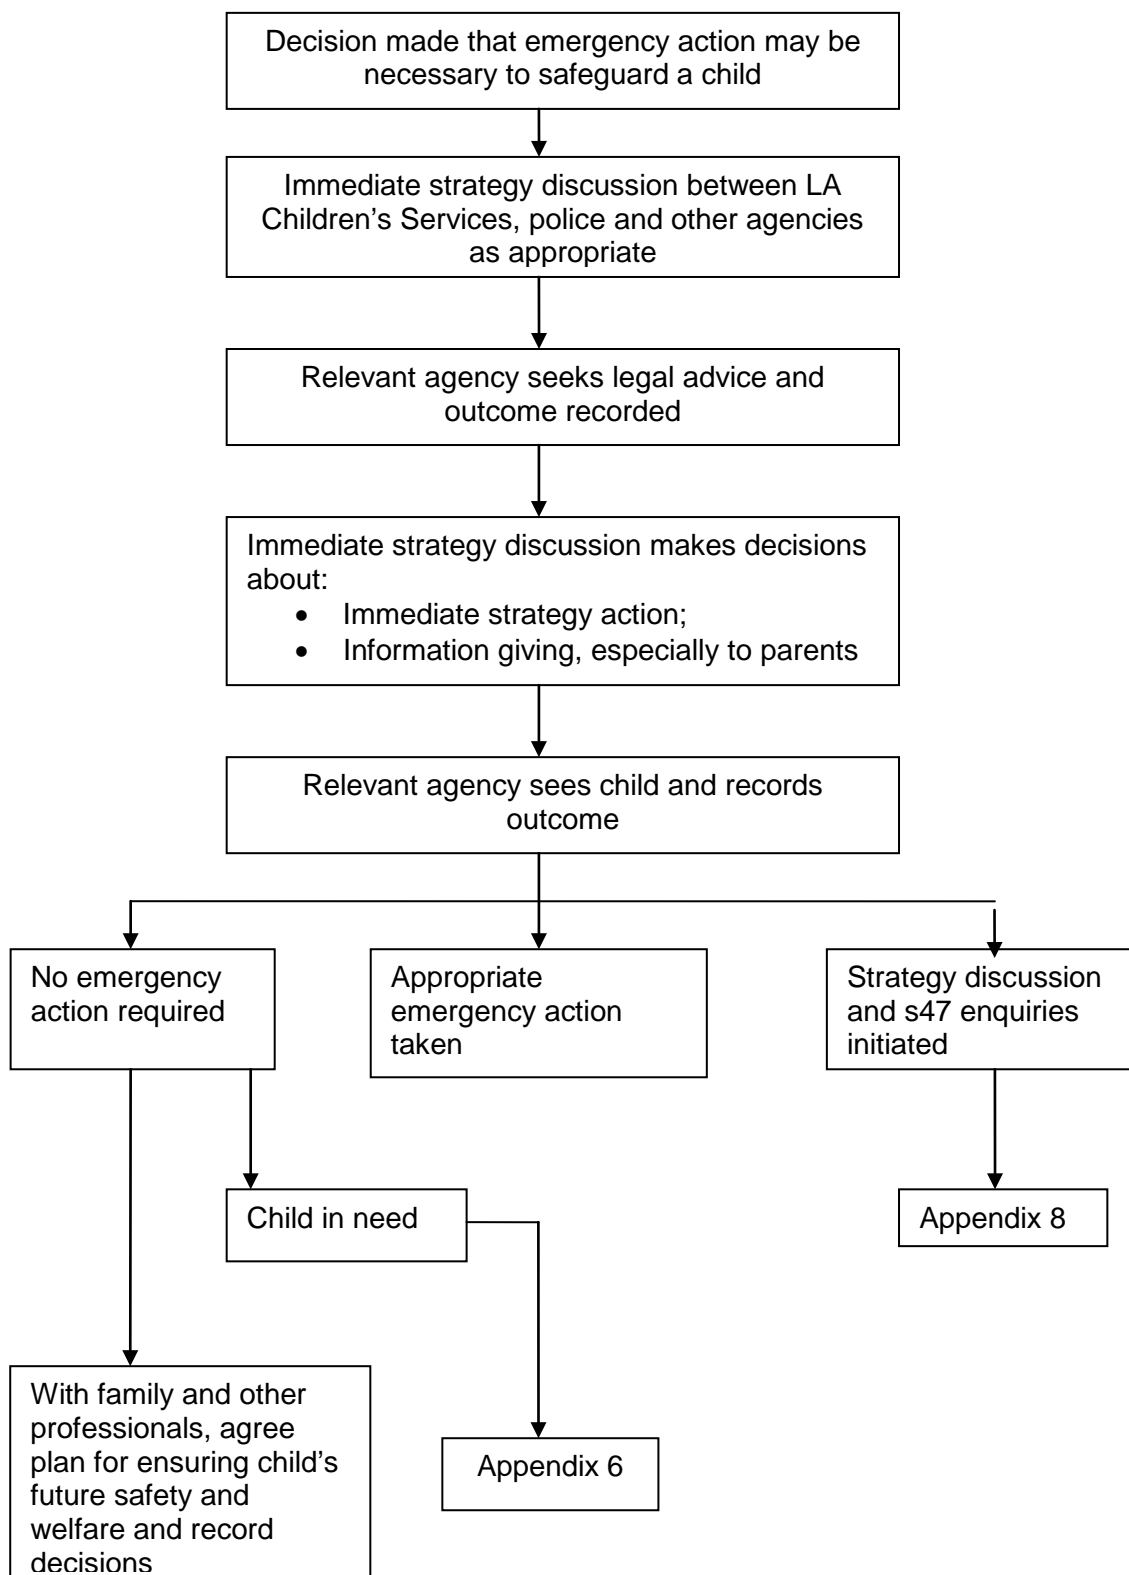 Decision made that emergency action may be
necessary to safeguard a child
Immediate strategy discussion between LA
Children’s Services, police and other agencies
as appropriate
Relevant agency seeks legal advice and
outcome recorded
Immediate strategy discussion makes decisions
about:
• Immediate strategy action;
• Information giving, especially to parents
Relevant agency sees child and records
outcome
No emergency
action required
Appropriate
emergency action
taken
Strategy discussion
and s47 enquiries
initiated
Child in need
Appendix 8
With family and other
professionals, agree
plan for ensuring child’s
future safety and
welfare and record
decisions
Appendix 6